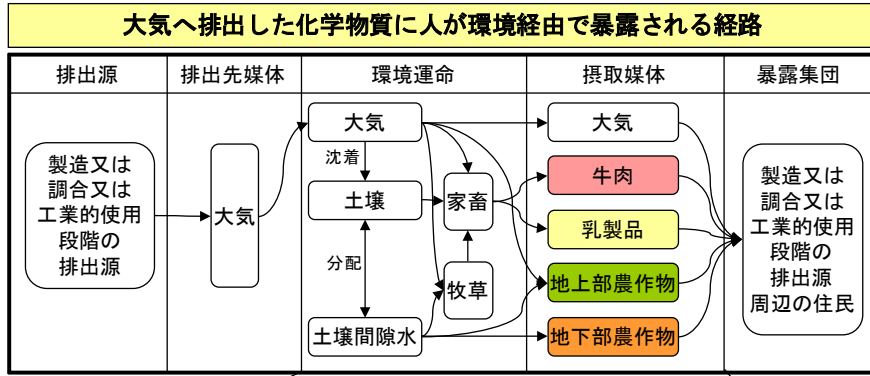 大気へ排出した化学物質に人が環境経由で暴露される経路
排出源
排出先媒体
環境運命
摂取媒体
暴露集団
製造又は
調合又は
工業的使用
段階の
排出源
大気
大気
沈着
土壌
分配
土壌間隙水
家畜
牧草
大気
牛肉
乳製品
地上部農作物
地下部農作物
製造又は
調合又は
工業的使用
段階の
排出源
周辺の住民